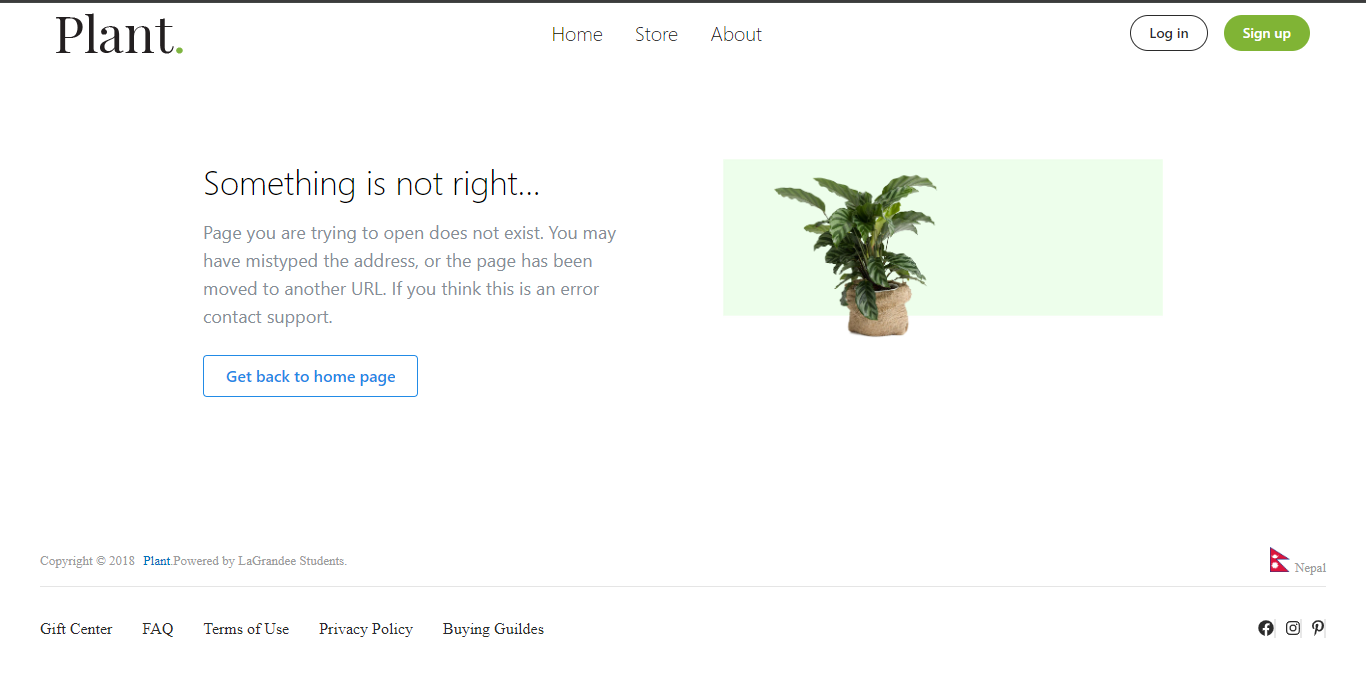 Plant.
Home Store About
Log in
Sign up
Something is not right...
Page you are trying to open does not exist. You may
have mistyped the address, or the page has been
moved to another URL. If you think this is an error
contact support.
Get back to home page
Copyright © 2018 Plant.Powered by LaGrandee Students.
Nepal
Gift Center FAQ Terms of Use Privacy Policy Buying Guildes